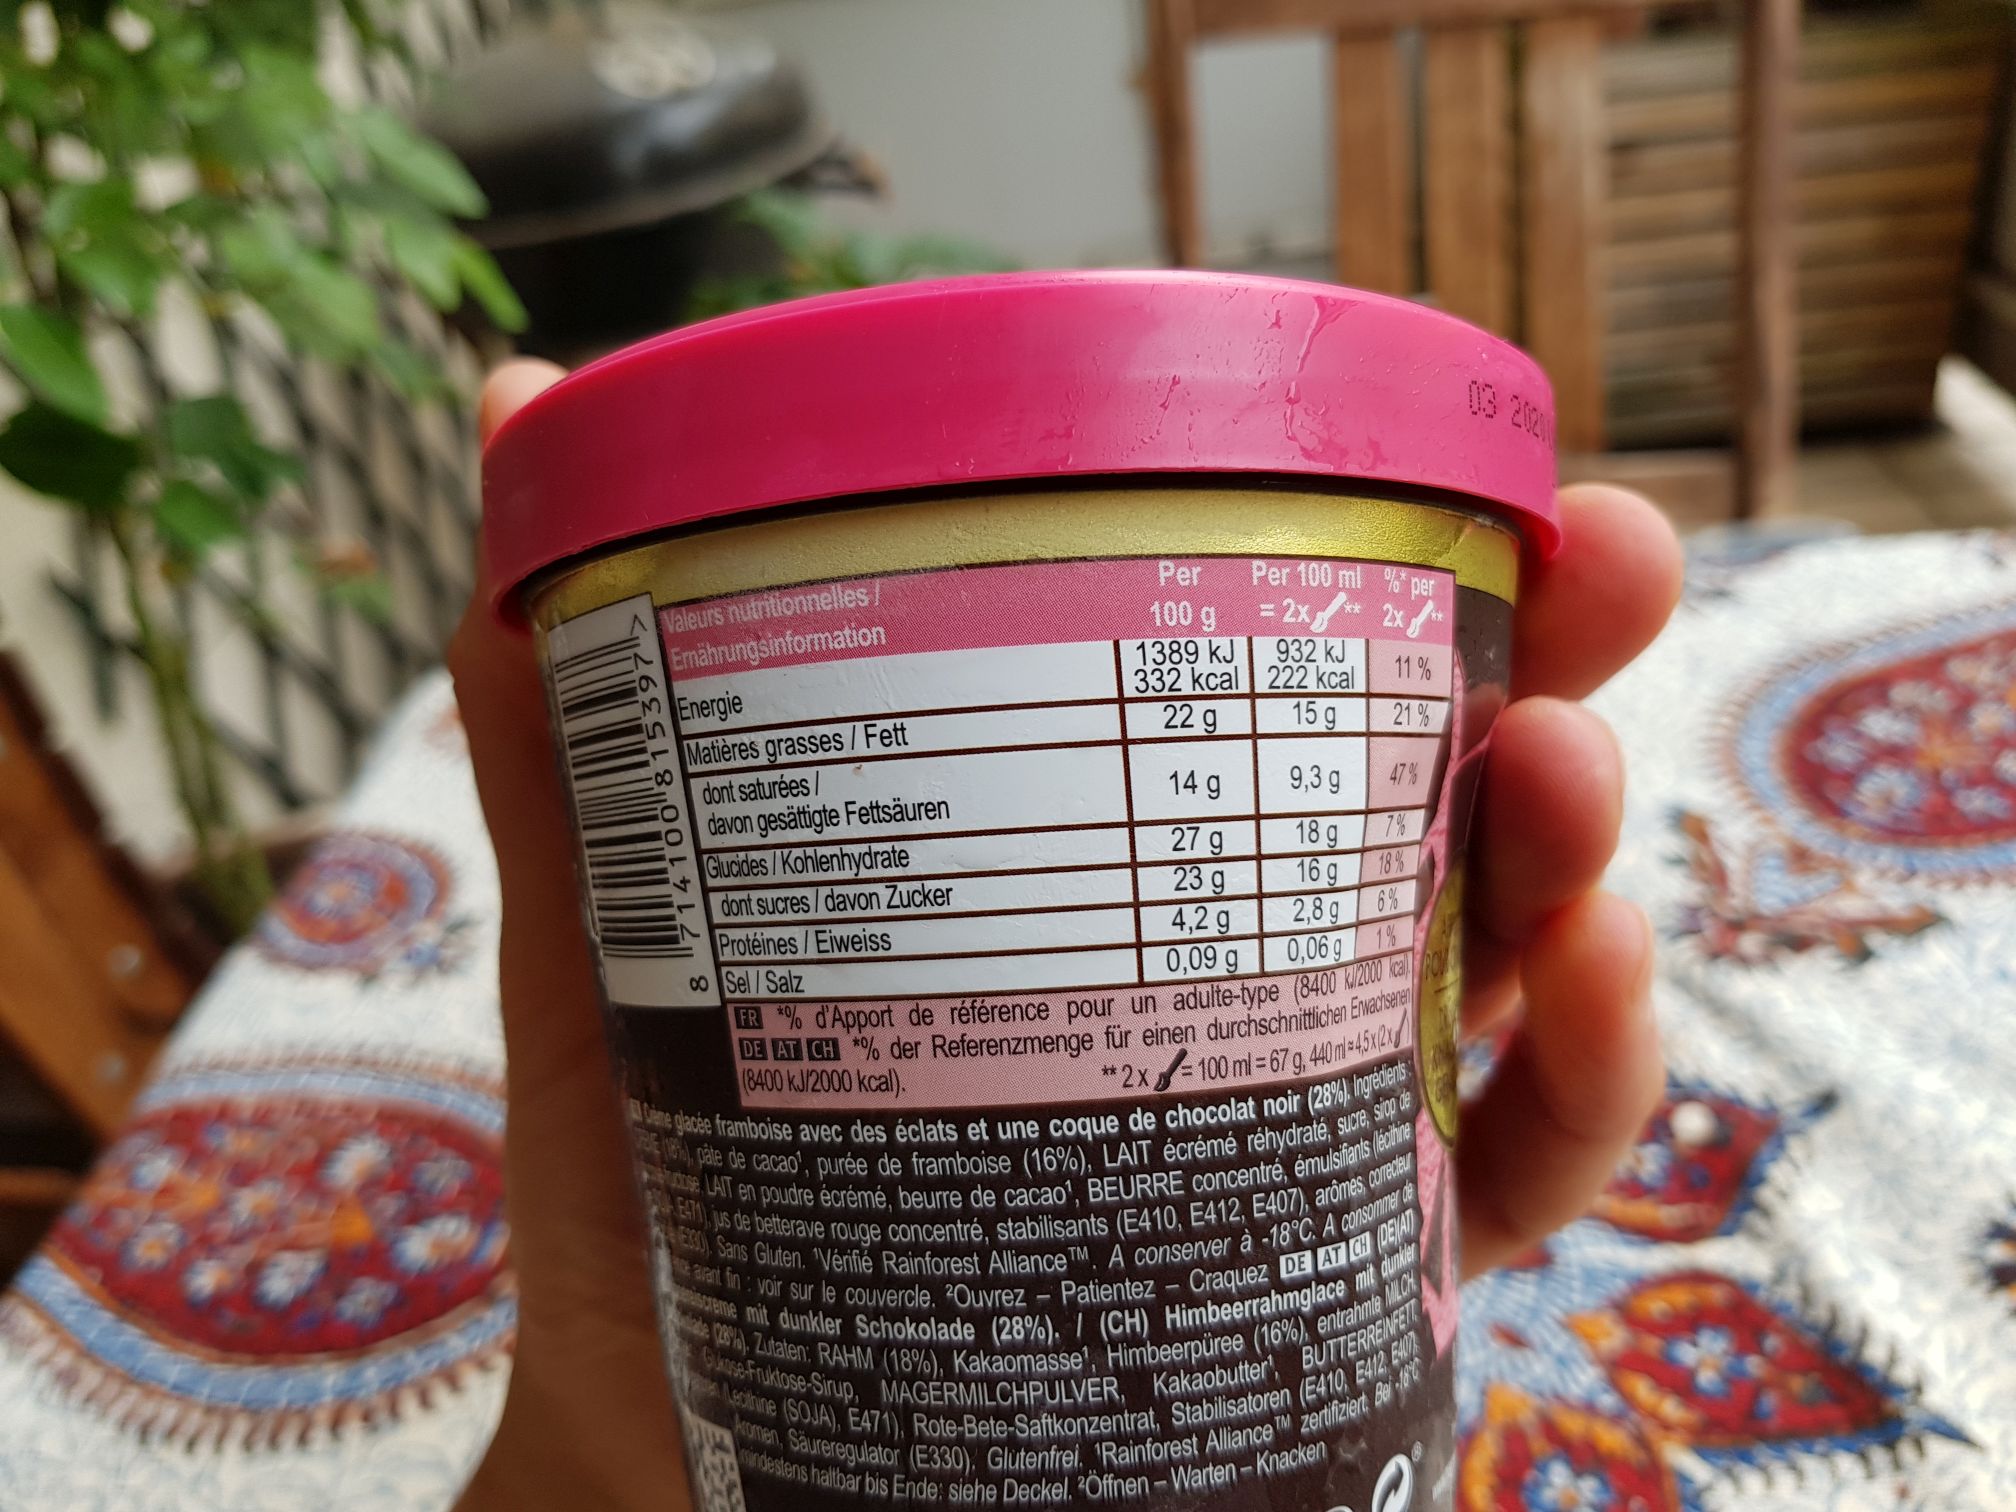 03 2020
Valeurs nutritionnelles /
Ernährungsinformation
Per
100 g
Per 100 ml
= 2x **
%* per
2x **
Energie
1389 kJ
332 kcal
932 kJ
222 kcal
11 %
Matières grasses / Fett 22 g 15 g 21 %
dont saturées /
davon gesättigte Fettsäuren
14 g 9,3 g 47 %
Glucides / Kohlenhydrate 27 g 18 g 7 %
dont sucres / davon Zucker 23 g 16 g 18 %
Protéines / Eiweiss 4,2 g 2,8 g 6 %
Sel / Salz 0,09 g 0,06 g 1 %
8 714100 815397 >
FR *% d'Apport de référence pour un adulte-type (8400 kJ/2000 kcal).
DE AT CH *% der Referenzmenge für einen durchschnittlichen Erwachsenen
(8400 kJ/2000 kcal).
** 2 x = 100 ml = 67 g, 440 ml ≈ 4,5 x (2 x )
Crème glacée framboise avec des éclats et une coque de chocolat noir (28%). Ingrédients :
(18%), pâte de cacao¹, purée de framboise (16%), LAIT écrémé réhydraté, sucre, sirop de
LAIT en poudre écrémé, beurre de cacao¹, BEURRE concentré, émulsifiants (lécithine
E471), jus de betterave rouge concentré, stabilisants (E410, E412, E407), arômes, correcteur
(E330). Sans Gluten. ¹Vérifié Rainforest Alliance™. A conserver à -18°C. A consommer de
avant fin : voir sur le couvercle. ²Ouvrez – Patientez – Craquez DE AT CH (DE)(AT)
mit dunkler Schokolade (28%). / (CH) Himbeerrahmglace mit dunkler
(28%). Zutaten: RAHM (18%), Kakaomasse¹, Himbeerpüree (16%), entrahmte MILCH,
Glukose-Fruktose-Sirup, MAGERMILCHPULVER, Kakaobutter¹, BUTTERREINFETT,
(SOJA), E471), Rote-Bete-Saftkonzentrat, Stabilisatoren (E410, E412, E407),
Aromen, Säureregulator (E330). Glutenfrei. ¹Rainforest Alliance™ zertifiziert. Bei -18°C
mindestens haltbar bis Ende: siehe Deckel. ²Öffnen – Warten – Knacken